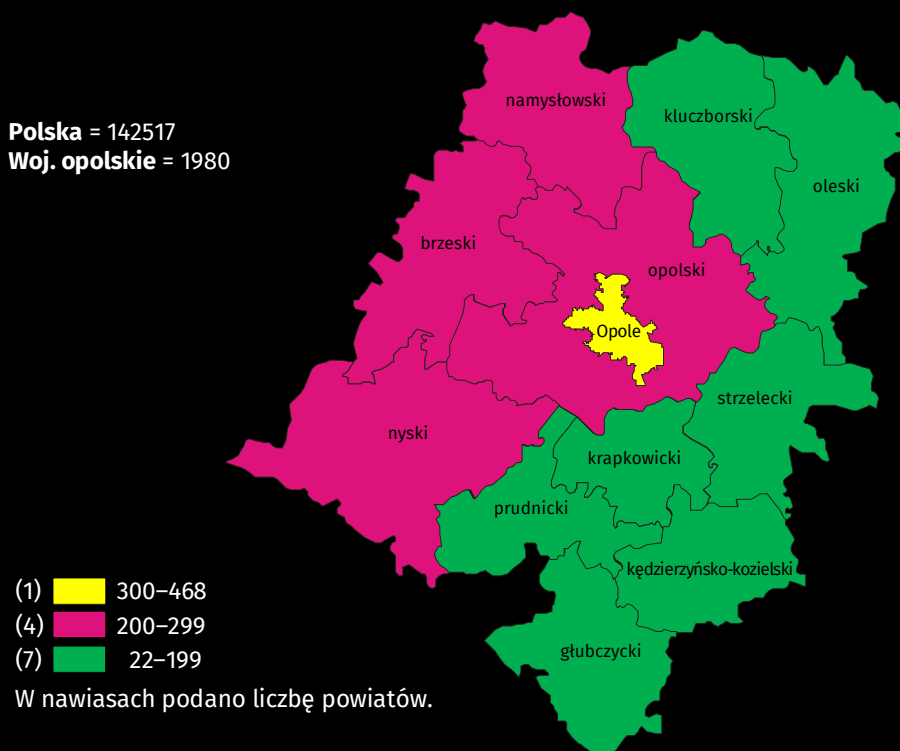 Polska = 142517
Woj. opolskie = 1980
namysłowski
kluczborski
oleski
brzeski
opolski
Opole
strzelecki
nyski
krapkowicki
prudnicki
kędzierzyńsko-kozielski
głubczycki
(1) 300–468
(4) 200–299
(7) 22–199
W nawiasach podano liczbę powiatów.